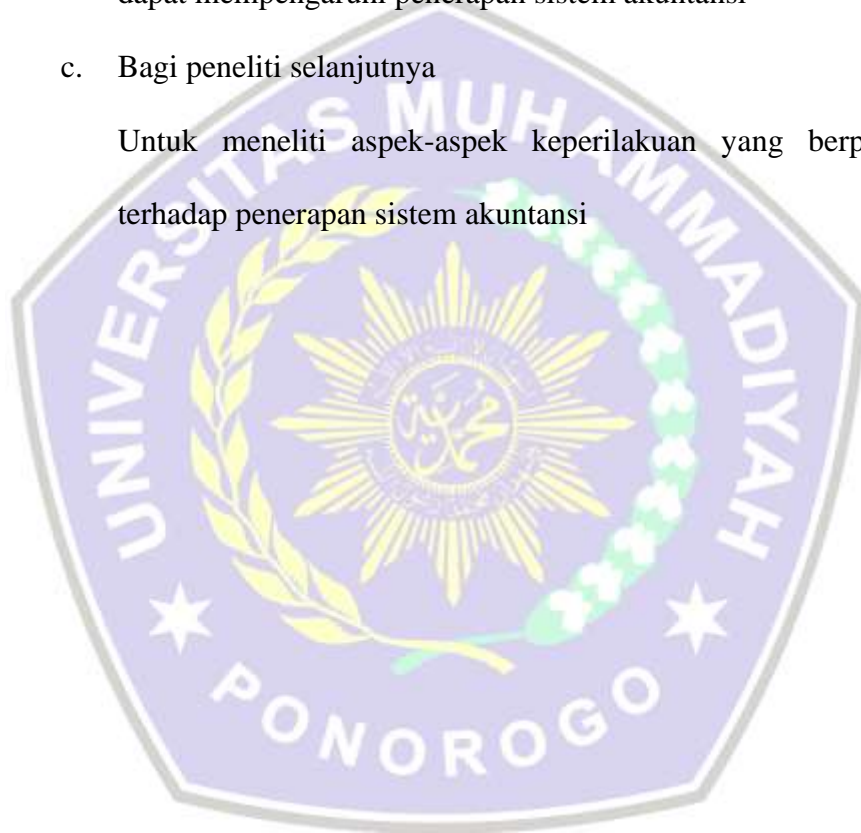 dapat mempengaruhi penerapan sistem akuntansi
c. Bagi peneliti selanjutnya
Untuk meneliti aspek-aspek keperilakuan yang berp
terhadap penerapan sistem akuntansi
UNIVERSITAS MUHAMMADIYAH
محمدية
PONOROGO